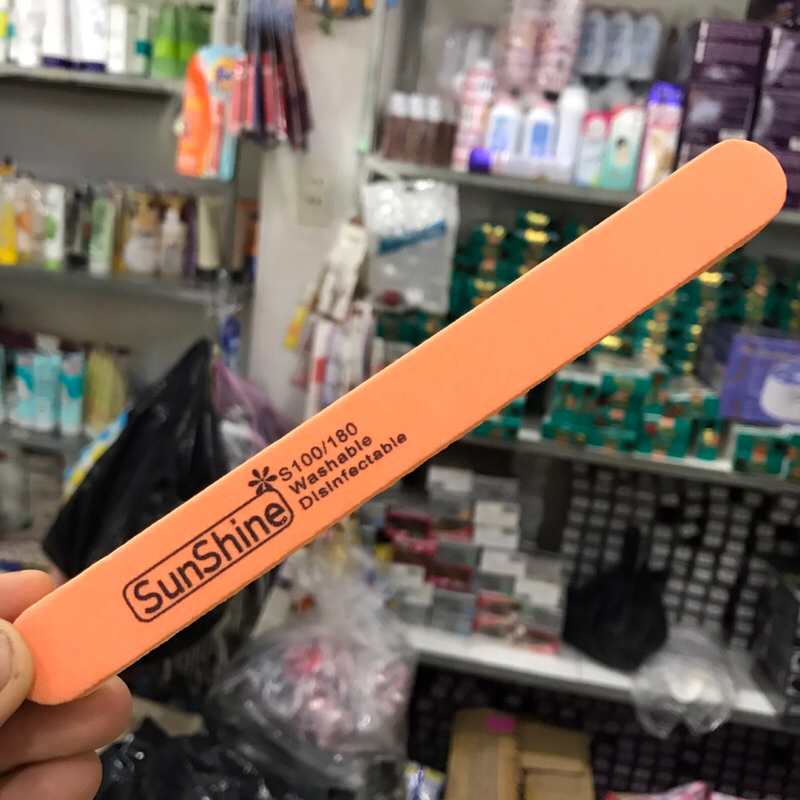 SunShine
S100/180
Washable
Disinfectable